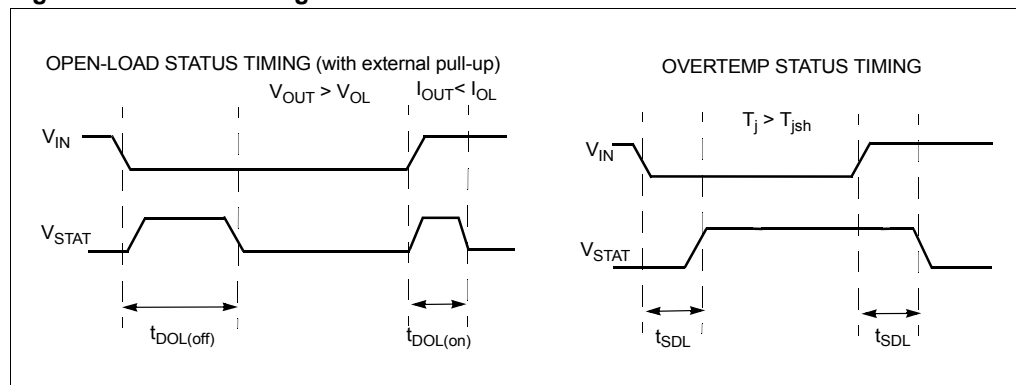 OPEN-LOAD STATUS TIMING (with external pull-up)
V_OUT > V_OL
I_OUT < I_OL
V_IN
V_STAT
t_DOL(off)
t_DOL(on)
OVERTEMP STATUS TIMING
T_j > T_jsh
V_IN
V_STAT
t_SDL
t_SDL